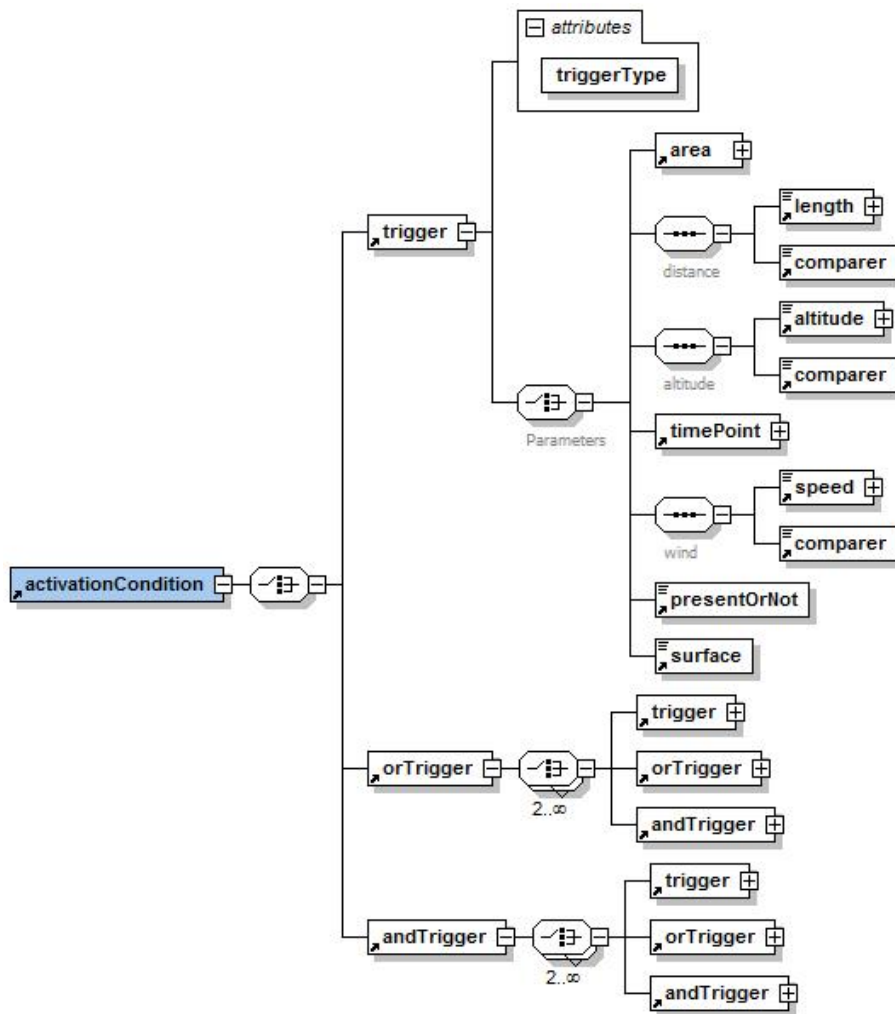 attributes
triggerType
area
length
trigger
comparer
distance
altitude
comparer
altitude
timePoint
Parameters
speed
comparer
wind
activationCondition
presentOrNot
surface
trigger
orTrigger
orTrigger
2..∞
andTrigger
trigger
andTrigger
orTrigger
2..∞
andTrigger